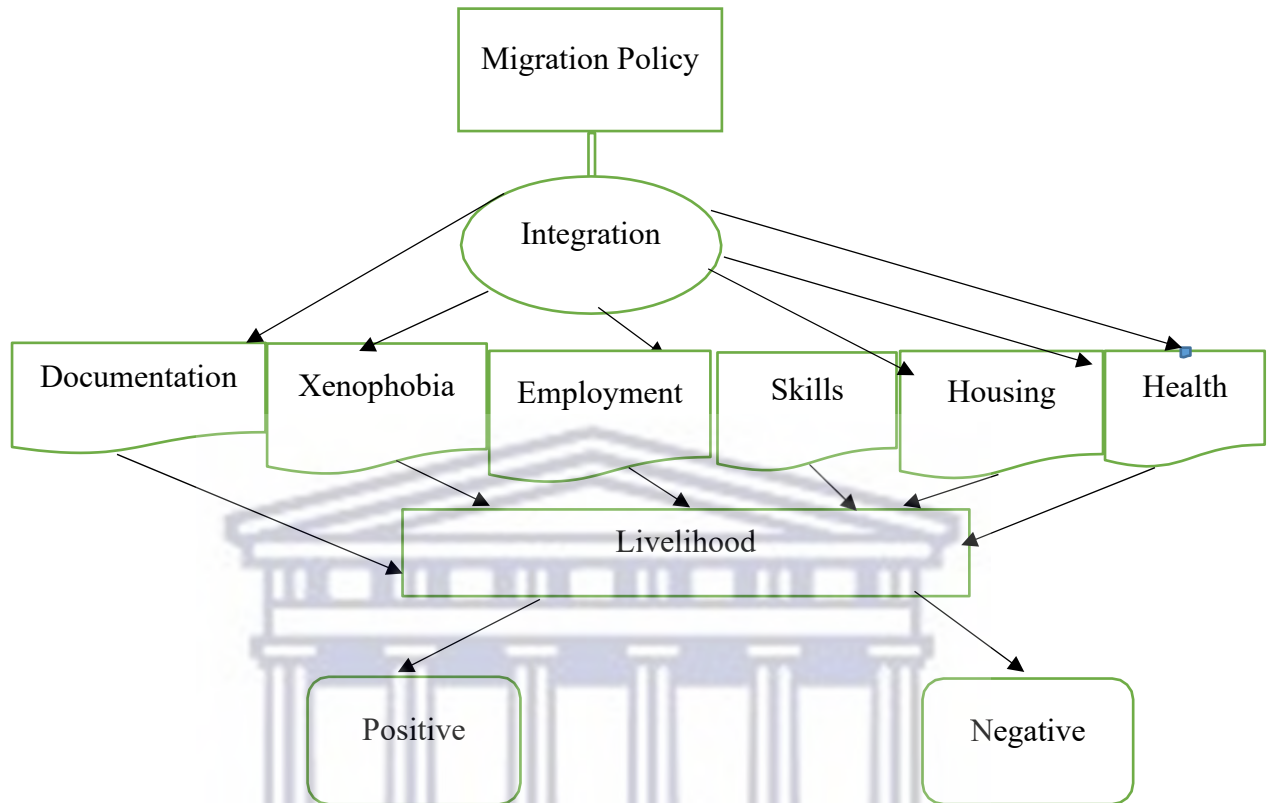 Migration Policy
Integration
Documentation
Xenophobia
Employment
Skills
Housing
Health
Livelihood
Positive
Negative